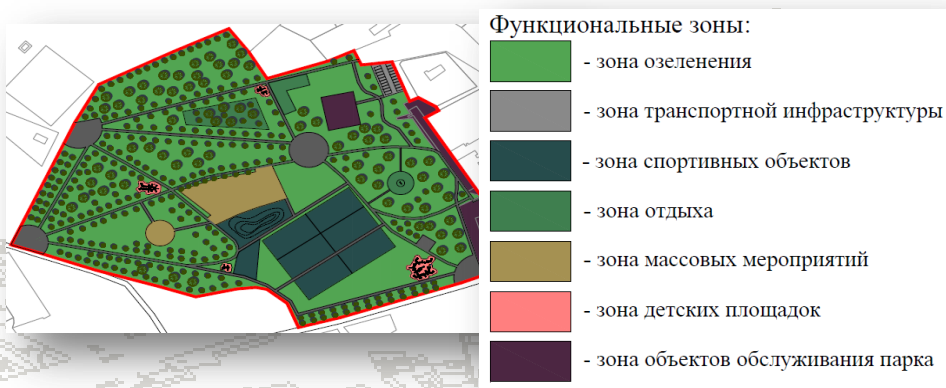 Функциональные зоны:
- зона озеленения
- зона транспортной инфраструктуры
- зона спортивных объектов
- зона отдыха
- зона массовых мероприятий
- зона детских площадок
- зона объектов обслуживания парка